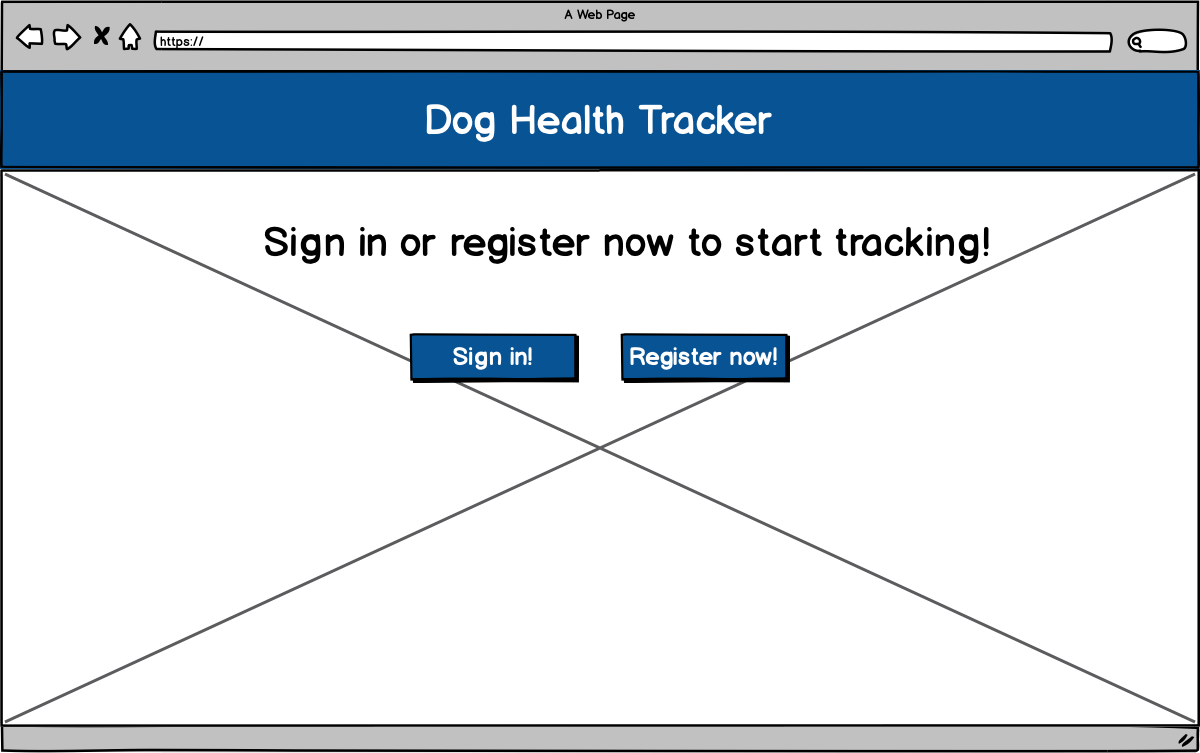 A Web Page
https://
Dog Health Tracker
Sign in or register now to start tracking!
Sign in!
Register now!